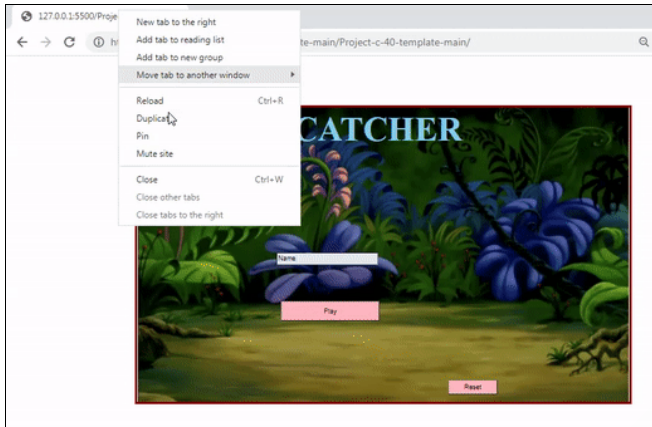 127.0.0.1:5500/Proje
New tab to the right
Add tab to reading list
Add tab to new group
Move tab to another window
Reload Ctrl+R
Duplicate
Pin
Mute site
Close Ctrl+W
Close other tabs
Close tabs to the right
te-main/Project-c-40-template-main/
CATCHER
Name
Play
Reset